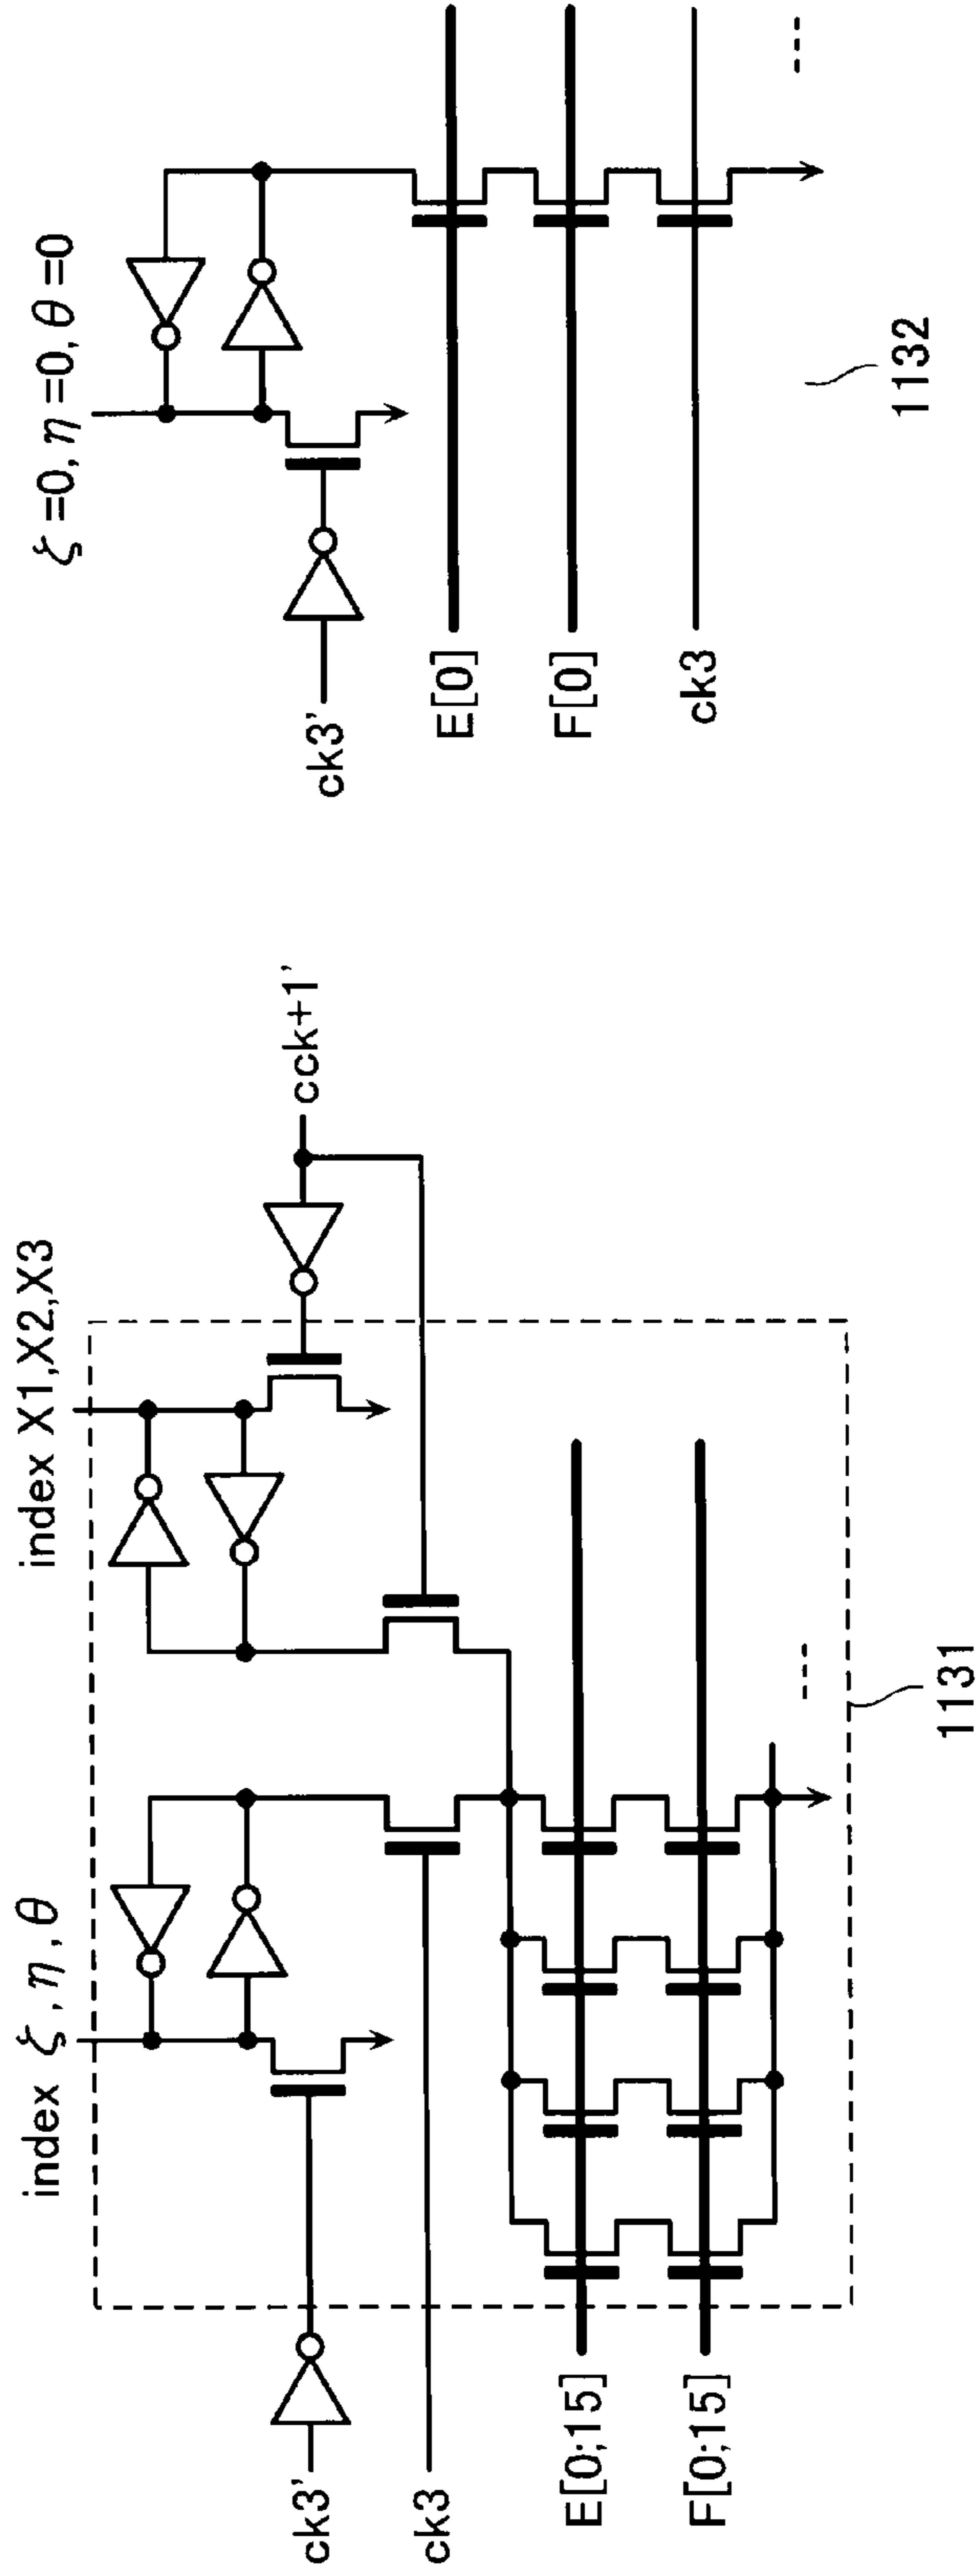 index ζ, η, θ
index X1,X2,X3
ck3'
cck+1'
ck3
E[0;15]
F[0;15]
1131
ζ=0, η=0, θ=0
ck3'
E[0]
F[0]
ck3
1132